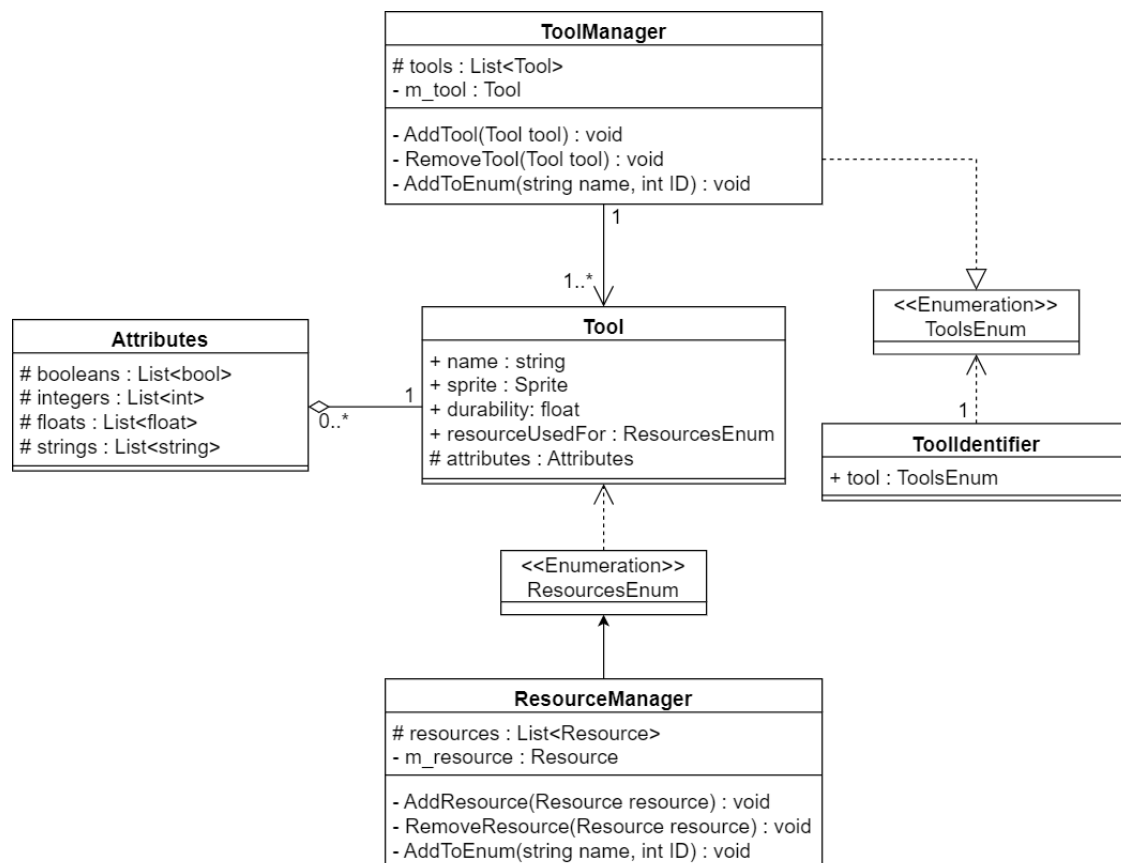 ToolManager
# tools : List<Tool>
- m_tool : Tool
- AddTool(Tool tool) : void
- RemoveTool(Tool tool) : void
- AddToEnum(string name, int ID) : void
1
1..*
<<Enumeration>>
ToolsEnum
Attributes
# booleans : List<bool>
# integers : List<int>
# floats : List<float>
# strings : List<string>
0..*
1
Tool
+ name : string
+ sprite : Sprite
+ durability: float
+ resourceUsedFor : ResourcesEnum
# attributes : Attributes
1
ToolIdentifier
+ tool : ToolsEnum
<<Enumeration>>
ResourcesEnum
ResourceManager
# resources : List<Resource>
- m_resource : Resource
- AddResource(Resource resource) : void
- RemoveResource(Resource resource) : void
- AddToEnum(string name, int ID) : void